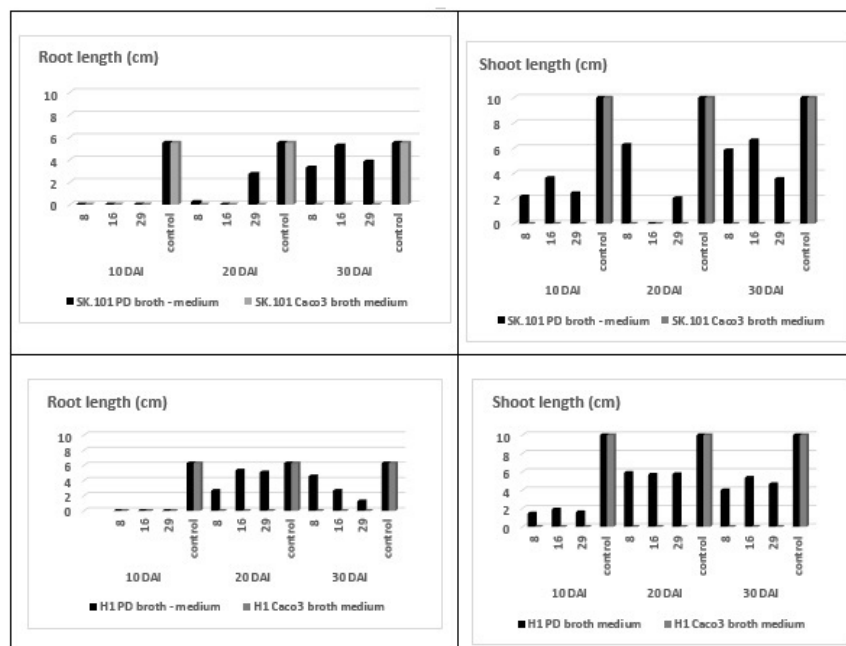 Root length (cm)
10
8
6
4
2
0
8 16 29 control 8 16 29 control 8 16 29 control
10 DAI 20 DAI 30 DAI
SK.101 PD broth - medium SK.101 Caco3 broth medium
Shoot length (cm)
10
8
6
4
2
0
8 16 29 control 8 16 29 control 8 16 29 control
10 DAI 20 DAI 30 DAI
SK.101 PD broth - medium SK.101 Caco3 broth medium
Root length (cm)
10
8
6
4
2
0
8 16 29 control 8 16 29 control 8 16 29 control
10 DAI 20 DAI 30 DAI
H1 PD broth - medium H1 Caco3 broth medium
Shoot length (cm)
10
8
6
4
2
0
8 16 29 control 8 16 29 control 8 16 29 control
10 DAI 20 DAI 30 DAI
H1 PD broth medium H1 Caco3 broth medium